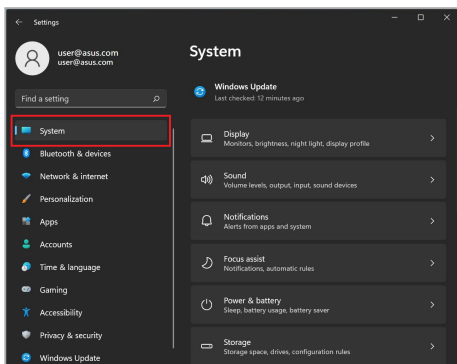 Settings
user@asus.com
user@asus.com
Find a setting
System
Bluetooth & devices
Network & internet
Personalization
Apps
Accounts
Time & language
Gaming
Accessibility
Privacy & security
Windows Update
System
Windows Update
Last checked: 12 minutes ago
Display
Monitors, brightness, night light, display profile
Sound
Volume levels, output, input, sound devices
Notifications
Alerts from apps and system
Focus assist
Notifications, automatic rules
Power & battery
Sleep, battery usage, battery saver
Storage
Storage space, drives, configuration rules